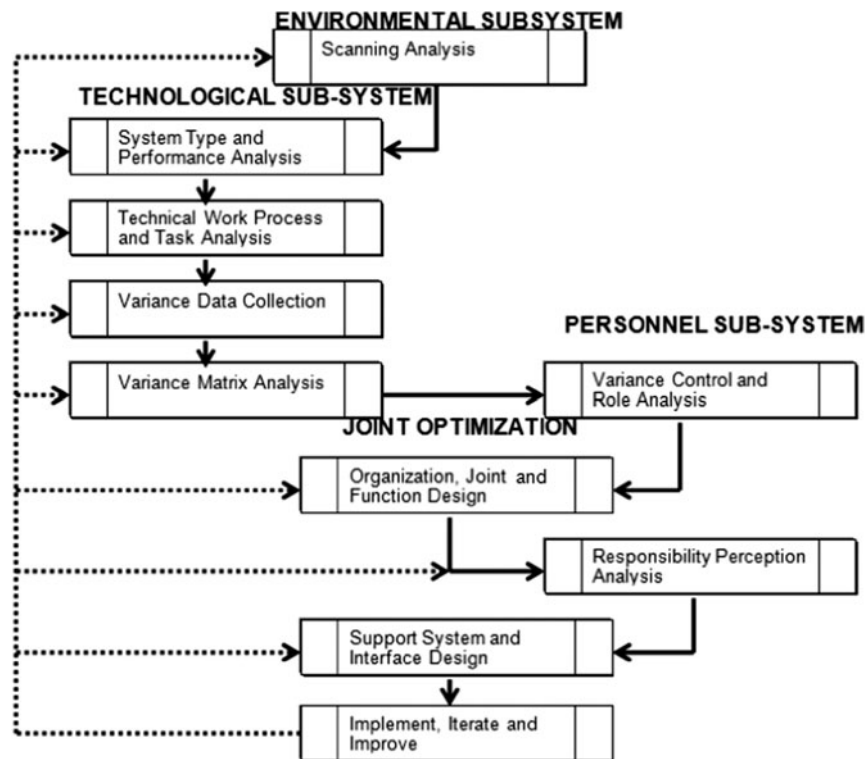 ENVIRONMENTAL SUBSYSTEM
Scanning Analysis
TECHNOLOGICAL SUB-SYSTEM
System Type and
Performance Analysis
Technical Work Process
and Task Analysis
Variance Data Collection
PERSONNEL SUB-SYSTEM
Variance Matrix Analysis
Variance Control and
Role Analysis
JOINT OPTIMIZATION
Organization, Joint and
Function Design
Responsibility Perception
Analysis
Support System and
Interface Design
Implement, Iterate and
Improve